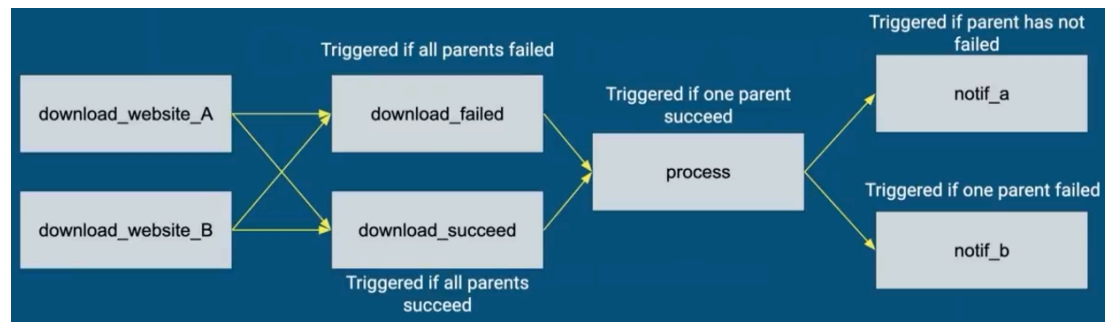 Triggered if parent has not
failed
Triggered if all parents failed
download_website_A
download_failed
notif_a
Triggered if one parent
succeed
process
Triggered if one parent failed
download_website_B
download_succeed
notif_b
Triggered if all parents
succeed